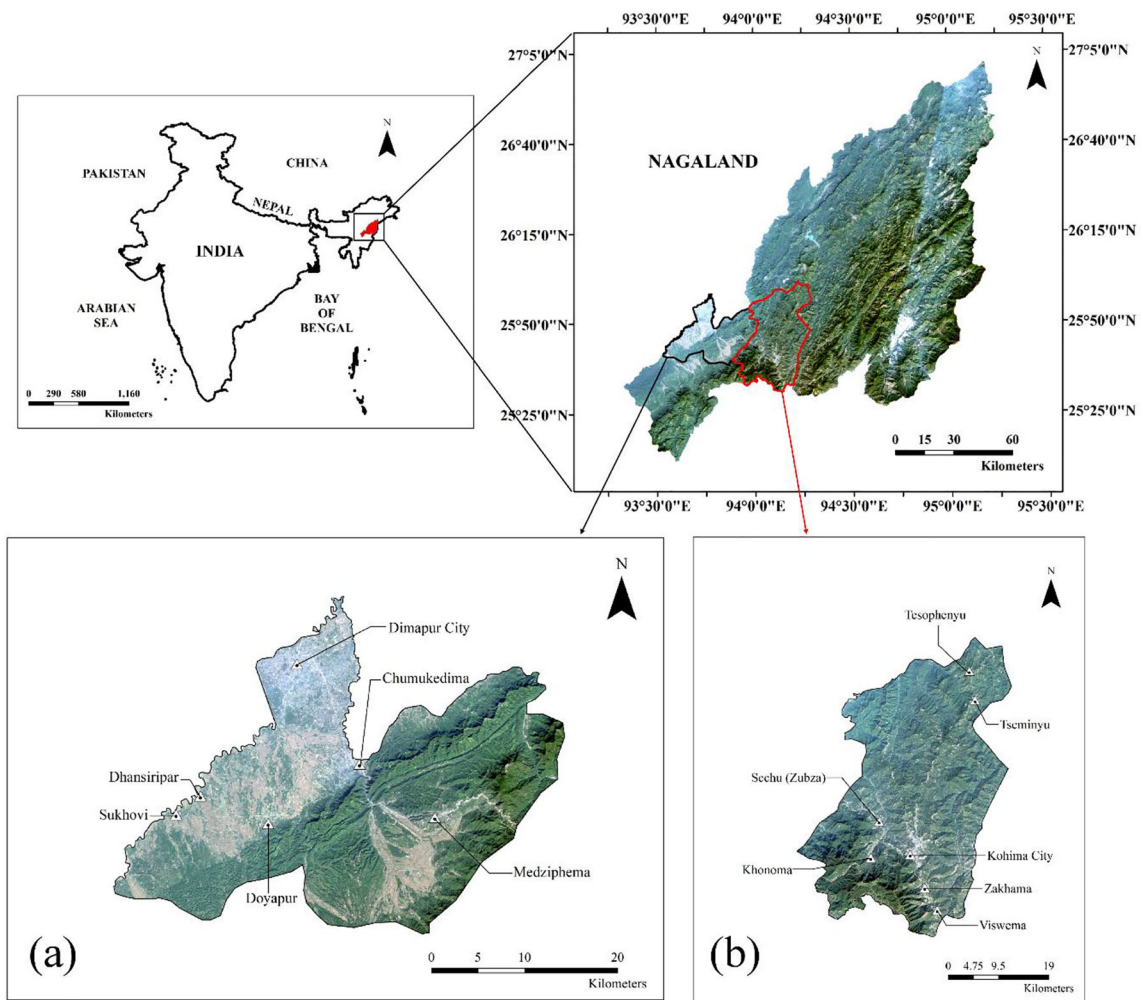 93°30'0"E 94°0'0"E 94°30'0"E 95°0'0"E 95°30'0"E
27°5'0"N
27°5'0"N
26°40'0"N
26°40'0"N
26°15'0"N
26°15'0"N
25°50'0"N
25°50'0"N
25°25'0"N
25°25'0"N
93°30'0"E 94°0'0"E 94°30'0"E 95°0'0"E 95°30'0"E
N
NAGALAND
0 15 30 60
Kilometers
N
CHINA
PAKISTAN
NEPAL
INDIA
ARABIAN
SEA
BAY
OF
BENGAL
0 290 580 1,160
Kilometers
N
Dimapur City
Chumukedima
Dhansiripar
Sukhovi
Doyapur
Medziphema
(a)
0 5 10 20
Kilometers
N
Tesophenyu
Tseminyu
Sechu (Zubza)
Khonoma
Kohima City
Zakhama
Viswema
(b)
0 4.75 9.5 19
Kilometers